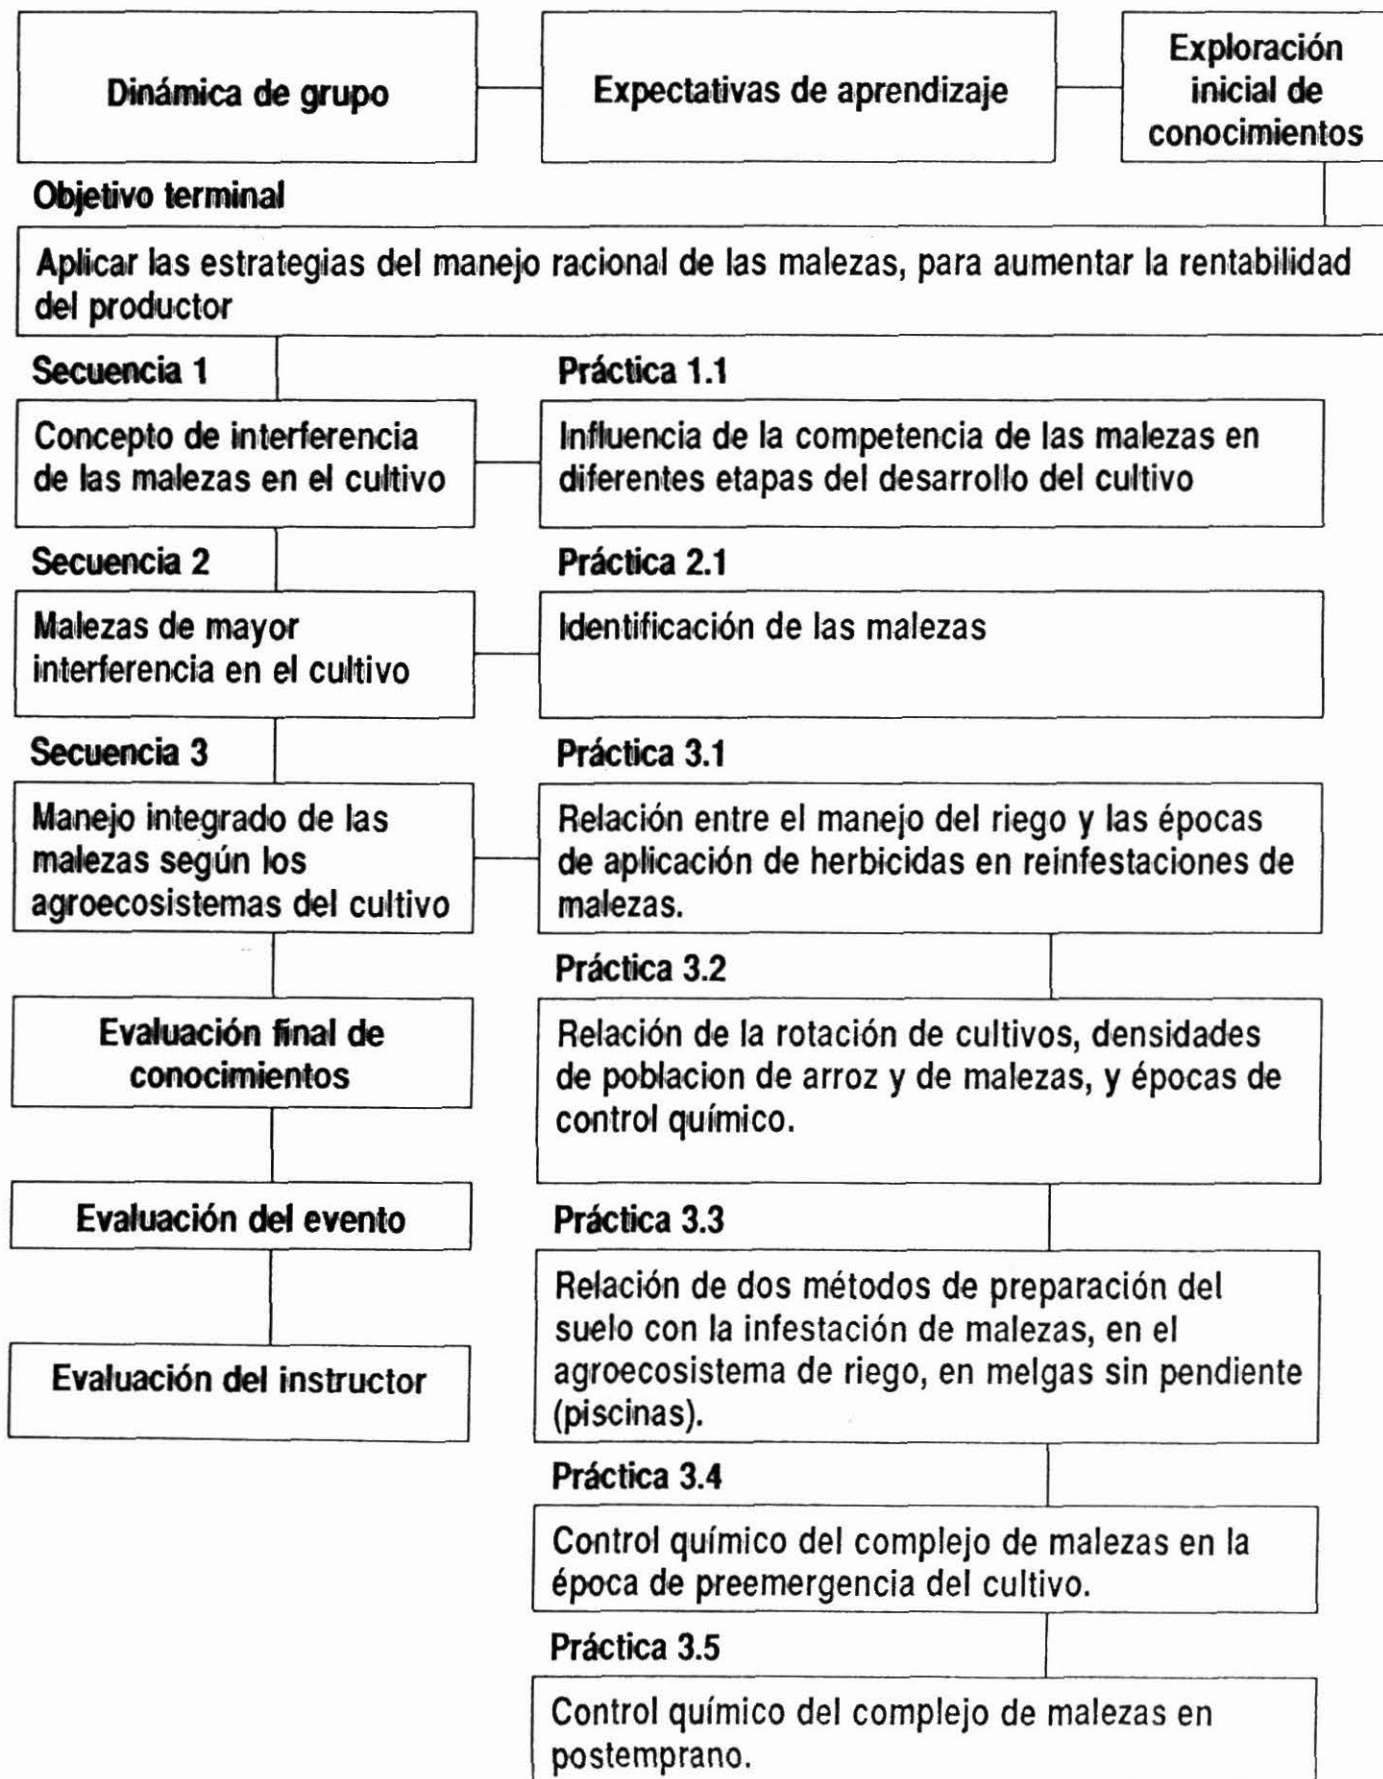 Dinámica de grupo
Expectativas de aprendizaje
Exploración
inicial de
conocimientos
Objetivo terminal
Aplicar las estrategias del manejo racional de las malezas, para aumentar la rentabilidad
del productor
Secuencia 1
Práctica 1.1
Concepto de interferencia
de las malezas en el cultivo
Influencia de la competencia de las malezas en
diferentes etapas del desarrollo del cultivo
Secuencia 2
Práctica 2.1
Malezas de mayor
interferencia en el cultivo
Identificación de las malezas
Secuencia 3
Práctica 3.1
Manejo integrado de las
malezas según los
agroecosistemas del cultivo
Relación entre el manejo del riego y las épocas
de aplicación de herbicidas en reinfestaciones de
malezas.
Práctica 3.2
Evaluación final de
conocimientos
Relación de la rotación de cultivos, densidades
de poblacion de arroz y de malezas, y épocas de
control químico.
Evaluación del evento
Práctica 3.3
Relación de dos métodos de preparación del
suelo con la infestación de malezas, en el
agroecosistema de riego, en melgas sin pendiente
(piscinas).
Evaluación del instructor
Práctica 3.4
Control químico del complejo de malezas en la
época de preemergencia del cultivo.
Práctica 3.5
Control químico del complejo de malezas en
postemprano.